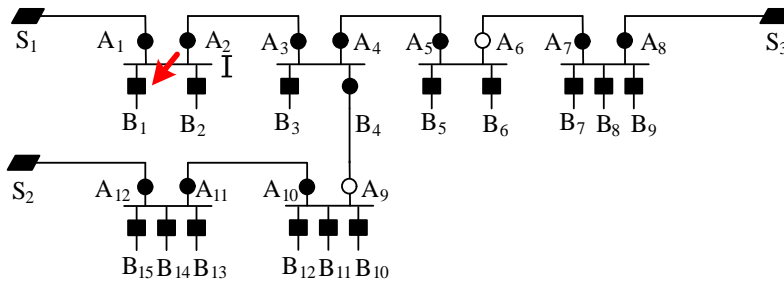 S1 A1 A2 A3 A4 A5 A6 A7 A8 S3
I
B1 B2 B3 B4 B5 B6 B7 B8 B9
S2 A12 A11 A10 A9
B15 B14 B13 B12 B11 B10